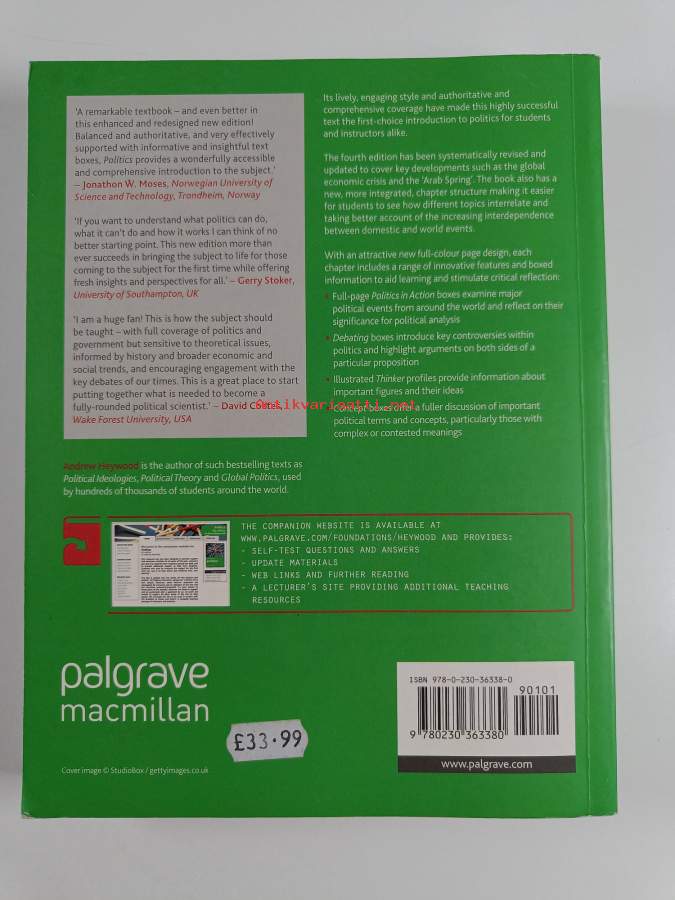 'A remarkable textbook – and even better in
this enhanced and redesigned new edition!
Balanced and authoritative, and very effectively
supported with informative and insightful text
boxes, Politics provides a wonderfully accessible
and comprehensive introduction to the subject.'
– Jonathon W. Moses, Norwegian University of
Science and Technology, Trondheim, Norway
'If you want to understand what politics can do,
what it can't do and how it works I can think of no
better starting point. This new edition more than
ever succeeds in bringing the subject to life for those
coming to the subject for the first time while offering
fresh insights and perspectives for all.' – Gerry Stoker,
University of Southampton, UK
'I am a huge fan! This is how the subject should
be taught – with full coverage of politics and
government but sensitive to theoretical issues,
informed by history and broader economic and
social trends, and encouraging engagement with the
key debates of our times. This is a great place to start
putting together what is needed to become a
fully-rounded political scientist.' – David Coates,
Wake Forest University, USA
Andrew Heywood is the author of such bestselling texts as
Political Ideologies, Political Theory and Global Politics, used
by hundreds of thousands of students around the world.
Its lively, engaging style and authoritative and
comprehensive coverage have made this highly successful
text the first-choice introduction to politics for students
and instructors alike.
The fourth edition has been systematically revised and
updated to cover key developments such as the global
economic crisis and the 'Arab Spring'. The book also has a
new, more integrated, chapter structure making it easier
for students to see how different topics interrelate and
taking better account of the increasing interdependence
between domestic and world events.
With an attractive new full-colour page design, each
chapter includes a range of innovative features and boxed
information to aid learning and stimulate critical reflection:
• Full-page Politics in Action boxes examine major
political events from around the world and reflect on their
significance for political analysis
• Debating boxes introduce key controversies within
politics and highlight arguments on both sides of a
particular proposition
• Illustrated Thinker profiles provide information about
important figures and their ideas
• Concept boxes offer a fuller discussion of important
political terms and concepts, particularly those with
complex or contested meanings
antikvariaatti.net
THE COMPANION WEBSITE IS AVAILABLE AT
WWW.PALGRAVE.COM/FOUNDATIONS/HEYWOOD AND PROVIDES:
- SELF-TEST QUESTIONS AND ANSWERS
- UPDATE MATERIALS
- WEB LINKS AND FURTHER READING
- A LECTURER'S SITE PROVIDING ADDITIONAL TEACHING
RESOURCES
palgrave
macmillan
£33.99
Cover image © StudioBox / gettyimages.co.uk
ISBN 978-0-230-36338-0
90101
9 780230 363380
www.palgrave.com